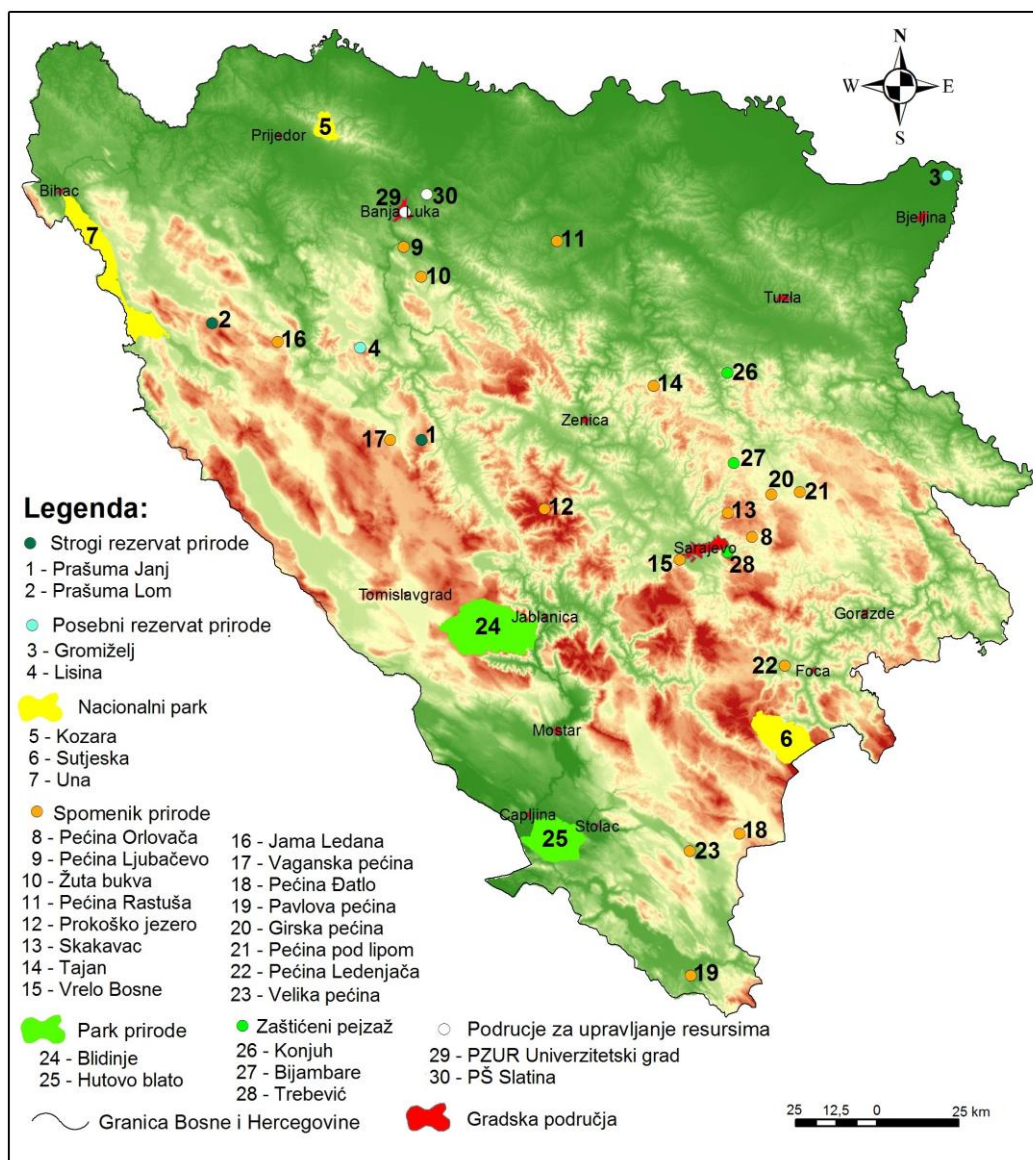 N
W E
S
5
Prijedor
3
Bihac
30
29
Banja Luka
Bjeljina
7
9
11
10
Tuzla
2
16
4
26
14
Zenica
17
1
27
20
21
12
13
8
Sarajevo
15
28
Tomislavgrad
Jablanica
Gorazde
24
22
Foca
Mostar
6
Capljina
Stolac
18
25
23
19
Legenda:
Strogi rezervat prirode
1 - Prašuma Janj
2 - Prašuma Lom
Posebni rezervat prirode
3 - Gromiželj
4 - Lisina
Nacionalni park
5 - Kozara
6 - Sutjeska
7 - Una
Spomenik prirode
8 - Pećina Orlovača
9 - Pećina Ljubačevo
10 - Žuta bukva
11 - Pećina Rastuša
12 - Prokoško jezero
13 - Skakavac
14 - Tajan
15 - Vrelo Bosne
16 - Jama Ledana
17 - Vaganska pećina
18 - Pećina Đatlo
19 - Pavlova pećina
20 - Girska pećina
21 - Pećina pod lipom
22 - Pećina Ledenjača
23 - Velika pećina
Park prirode
24 - Blidinje
25 - Hutovo blato
Zaštićeni pejzaž
26 - Konjuh
27 - Bijambare
28 - Trebević
Podrucje za upravljanje resursima
29 - PZUR Univerzitetski grad
30 - PŠ Slatina
Granica Bosne i Hercegovine
Gradska područja
25 12,5 0 25 km